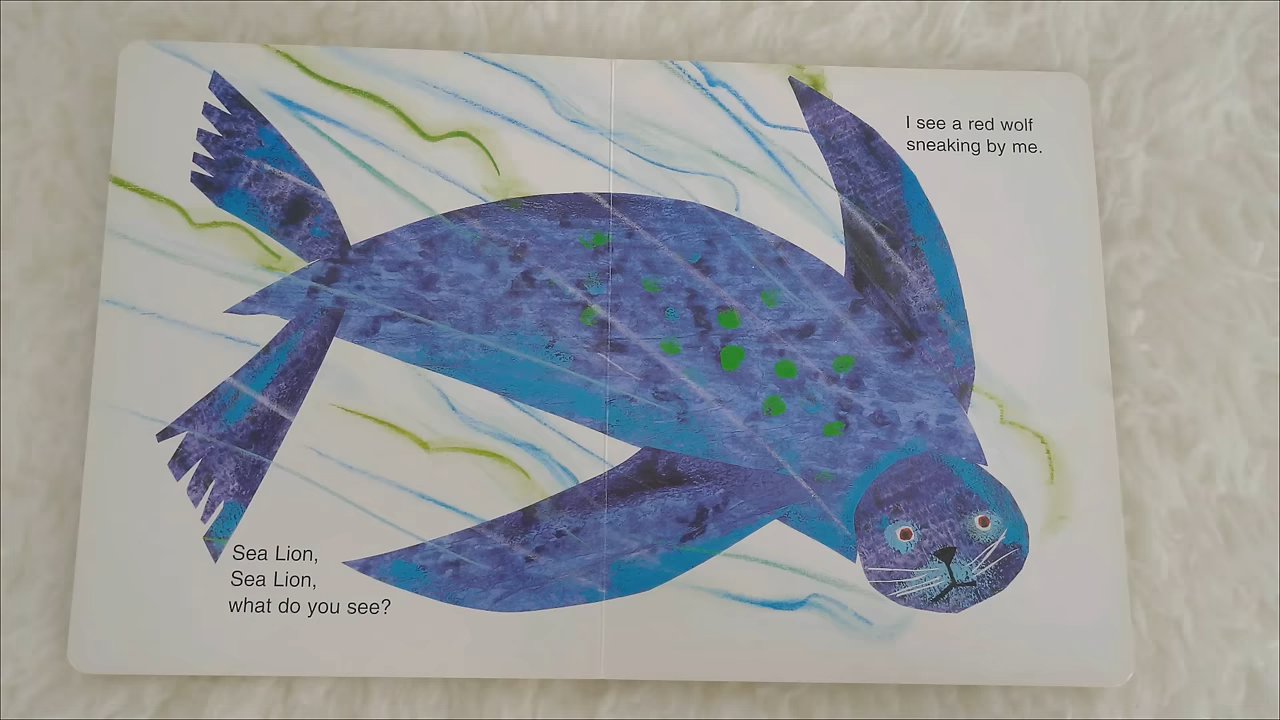 Sea Lion,
Sea Lion,
what do you see?
I see a red wolf
sneaking by me.